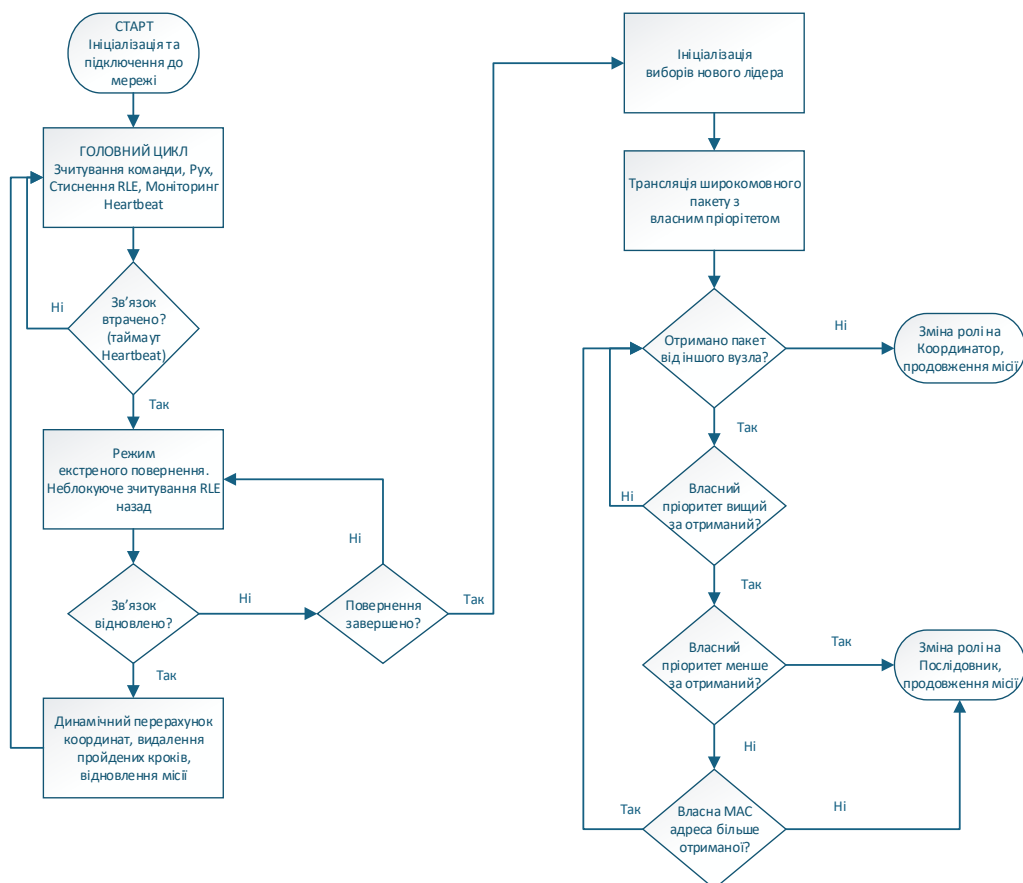 СТАРТ
Ініціалізація та
підключення до
мережі
ГОЛОВНИЙ ЦИКЛ
Зчитування команди, Рух,
Стиснення RLE, Моніторинг
Heartbeat
Ні
Зв’язок
втрачено?
(таймаут
Heartbeat)
Так
Режим
екстреного повернення.
Неблокуюче зчитування RLE
назад
Ні
Зв’язок
відновлено?
Ні
Повернення
завершено?
Так
Так
Динамічний перерахунок
координат, видалення
пройдених кроків,
відновлення місії
Ініціалізація
виборів нового лідера
Трансляція широкомовного
пакету з
власним пріорітетом
Отримано пакет
від іншого вузла?
Ні
Зміна ролі на
Координатор,
продовження місії
Так
Власний
пріоритет вищий
за отриманий?
Ні
Так
Власний
пріоритет менше
за отриманий?
Так
Зміна ролі на
Послідовник,
продовження місії
Ні
Власна MAC
адреса більше
отриманої?
Так
Ні